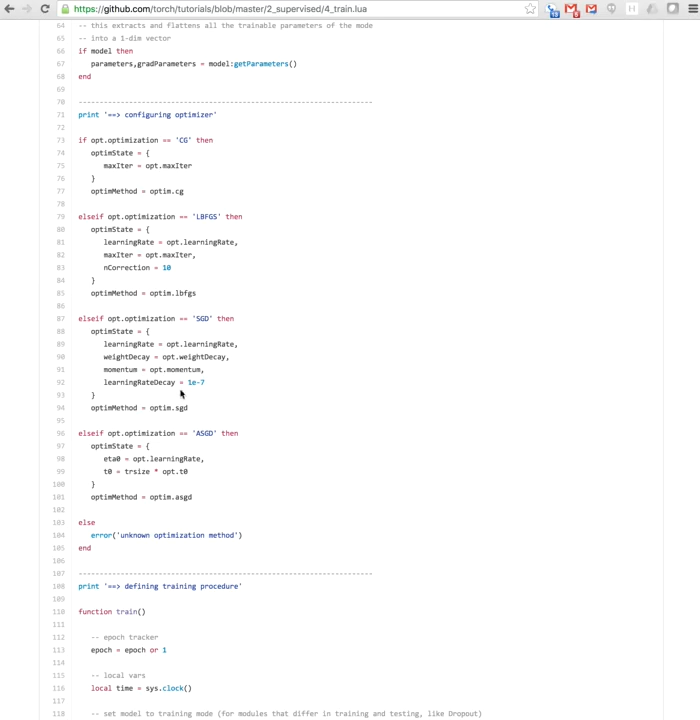 https://github.com/torch/tutorials/blob/master/2_supervised/4_train.lua
64 -- this extracts and flattens all the trainable parameters of the mode
65 -- into a 1-dim vector
66 if model then
67 parameters,gradParameters = model:getParameters()
68 end
69
70 ----------------------------------------------------------------------
71 print '==> configuring optimizer'
72
73 if opt.optimization == 'CG' then
74 optimState = {
75 maxIter = opt.maxIter
76 }
77 optimMethod = optim.cg
78
79 elseif opt.optimization == 'LBFGS' then
80 optimState = {
81 learningRate = opt.learningRate,
82 maxIter = opt.maxIter,
83 nCorrection = 10
84 }
85 optimMethod = optim.lbfgs
86
87 elseif opt.optimization == 'SGD' then
88 optimState = {
89 learningRate = opt.learningRate,
90 weightDecay = opt.weightDecay,
91 momentum = opt.momentum,
92 learningRateDecay = 1e-7
93 }
94 optimMethod = optim.sgd
95
96 elseif opt.optimization == 'ASGD' then
97 optimState = {
98 eta0 = opt.learningRate,
99 t0 = trsize * opt.t0
100 }
101 optimMethod = optim.asgd
102
103 else
104 error('unknown optimization method')
105 end
106
107 ----------------------------------------------------------------------
108 print '==> defining training procedure'
109
110 function train()
111
112 -- epoch tracker
113 epoch = epoch or 1
114
115 -- local vars
116 local time = sys.clock()
117
118 -- set model to training mode (for modules that differ in training and testing, like Dropout)